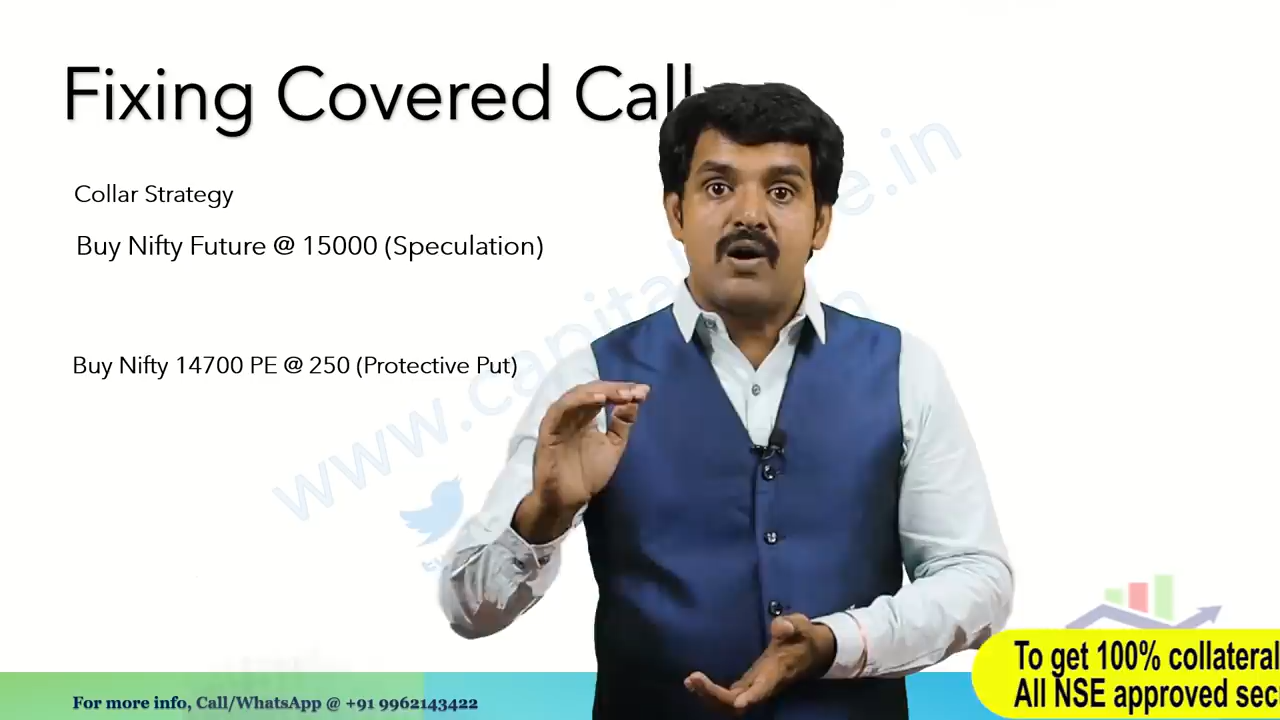 Fixing Covered Call
Collar Strategy
Buy Nifty Future @ 15000 (Speculation)
Buy Nifty 14700 PE @ 250 (Protective Put)
For more info, Call/WhatsApp @ +91 9962143422
To get 100% collateral
All NSE approved sec